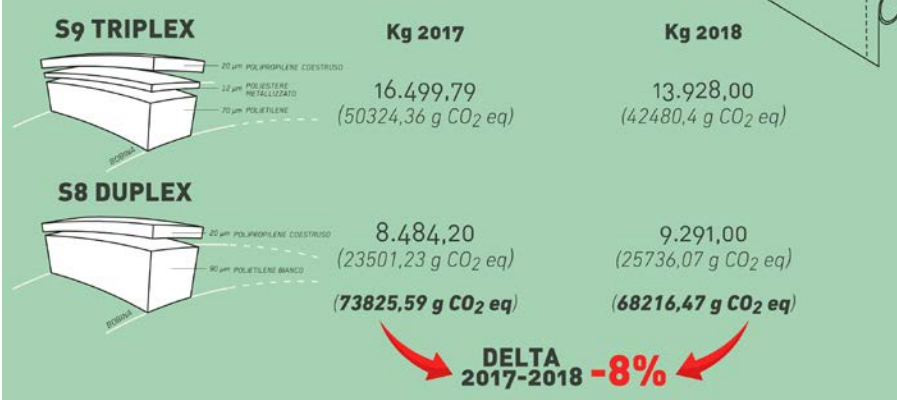 S9 TRIPLEX
Kg 2017
Kg 2018
20 µm POLIPROPILENE COESTRUSO
12 µm POLIESTERE
METALLIZZATO
70 µm POLIETILENE
BOBINA
16.499,79
(50324,36 g CO2 eq)
13.928,00
(42480,4 g CO2 eq)
S8 DUPLEX
20 µm POLIPROPILENE COESTRUSO
90 µm POLIETILENE BIANCO
BOBINA
8.484,20
(23501,23 g CO2 eq)
9.291,00
(25736,07 g CO2 eq)
(73825,59 g CO2 eq)
(68216,47 g CO2 eq)
DELTA
2017-2018 -8%